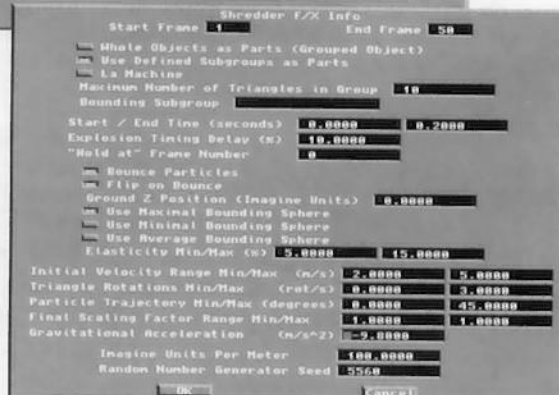 Shredder F/X Info
Start Frame 1 End Frame 50
Whole Objects as Parts (Grouped Object)
Use Defined Subgroups as Parts
La Machine
Maximum Number of Triangles in Group 10
Bounding Subgroup
Start / End Time (seconds) 0.0000 0.2000
Explosion Timing Delay (%) 10.0000
"Hold at" Frame Number 0
Bounce Particles
Flip on Bounce
Ground Z Position (Imagine Units) 0.0000
Use Maximal Bounding Sphere
Use Minimal Bounding Sphere
Use Average Bounding Sphere
Elasticity Min/Max (%) 5.0000 15.0000
Initial Velocity Range Min/Max (m/s) 2.0000 5.0000
Triangle Rotations Min/Max (rot/s) 0.0000 3.0000
Particle Trajectory Min/Max (degrees) 0.0000 45.0000
Final Scaling Factor Range Min/Max 1.0000 1.0000
Gravitational Acceleration (m/s^2) -9.8000
Imagine Units Per Meter 100.0000
Random Number Generator Seed 5560
OK Cancel